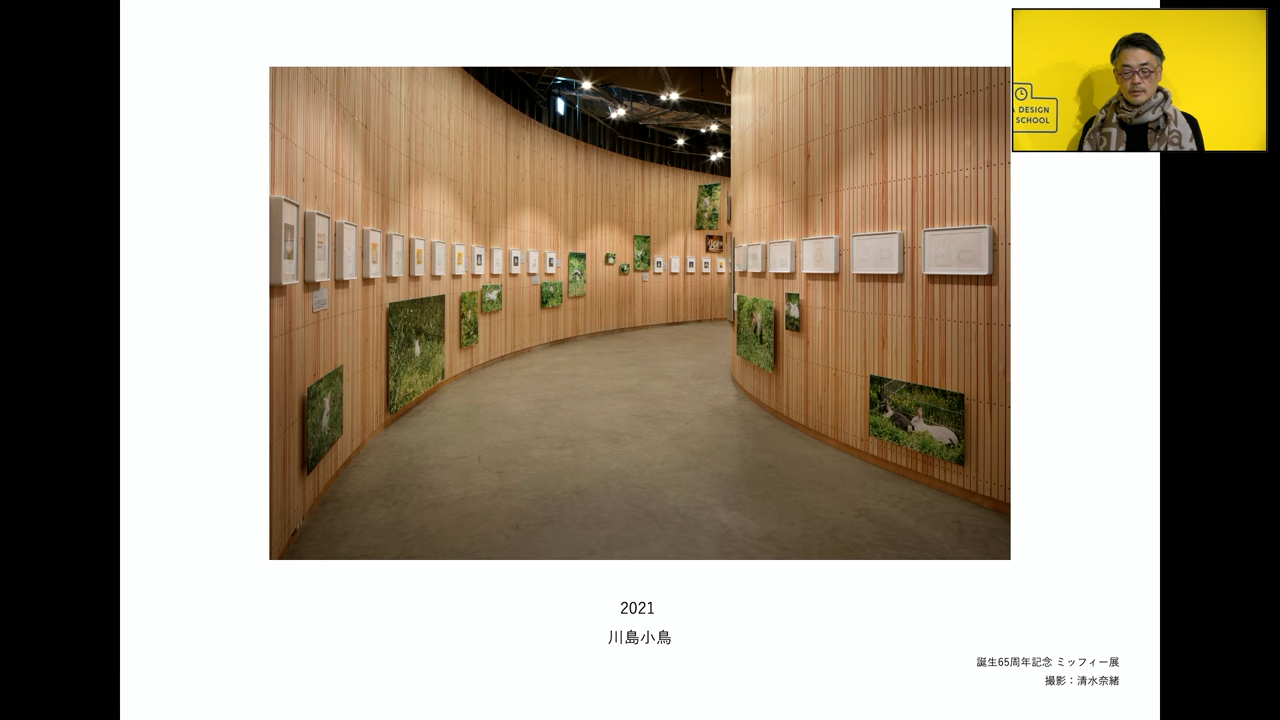 A DESIGN
SCHOOL
2021
川島小鳥
誕生65周年記念 ミッフィー展
撮影：清水奈緒